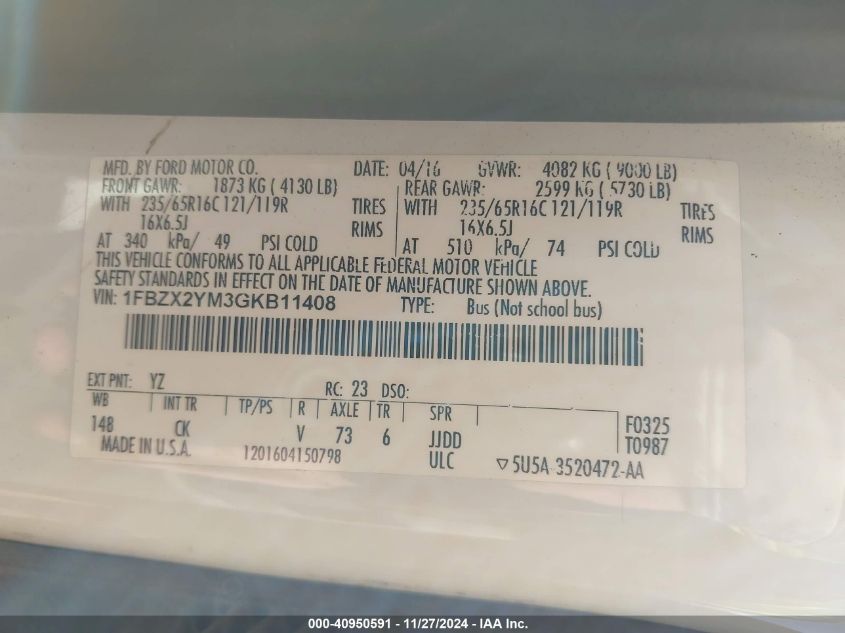 MFD. BY FORD MOTOR CO. DATE: 04/16 GVWR: 4082 KG ( 9000 LB)
FRONT GAWR: 1873 KG ( 4130 LB) REAR GAWR: 2599 KG ( 5730 LB)
WITH 235/65R16C 121/119R TIRES WITH 235/65R16C 121/119R TIRES
16X6.5J RIMS 16X6.5J RIMS
AT 340 kPa/ 49 PSI COLD AT 510 kPa/ 74 PSI COLD
THIS VEHICLE CONFORMS TO ALL APPLICABLE FEDERAL MOTOR VEHICLE
SAFETY STANDARDS IN EFFECT ON THE DATE OF MANUFACTURE SHOWN ABOVE.
VIN: 1FBZX2YM3GKB11408 TYPE: Bus (Not school bus)
EXT PNT: YZ RC: 23 DSO:
WB INT TR TP/PS R AXLE TR SPR F0325
148 CK V 73 6 JJDD T0987
MADE IN U.S.A. 1201604150798 ULC ▽5U5A-3520472-AA
000-40950591 - 11/27/2024 - IAA Inc.